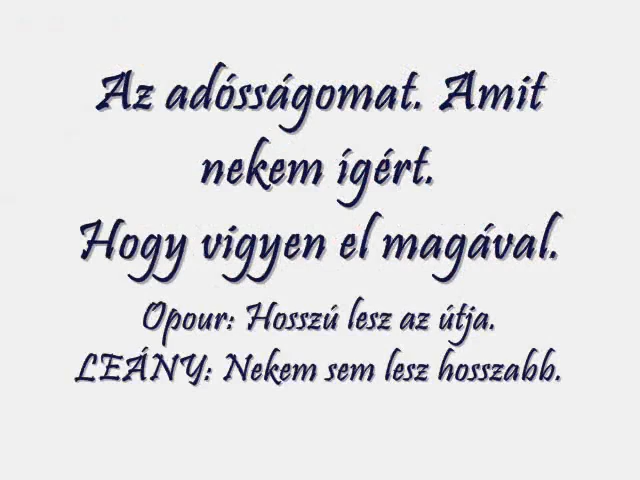 Az adósságomat. Amit
nekem ígért.
Hogy vigyen el magával.
Opour: Hosszú lesz az útja.
LEÁNY: Nekem sem lesz hosszabb.